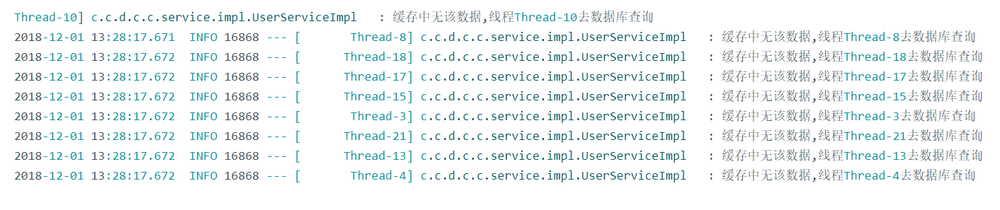 Thread-10] c.c.d.c.c.service.impl.UserServiceImpl   : 缓存中无该数据,线程Thread-10去数据库查询
2018-12-01 13:28:17.671  INFO 16868 --- [       Thread-8] c.c.d.c.c.service.impl.UserServiceImpl   : 缓存中无该数据,线程Thread-8去数据库查询
2018-12-01 13:28:17.672  INFO 16868 --- [      Thread-18] c.c.d.c.c.service.impl.UserServiceImpl   : 缓存中无该数据,线程Thread-18去数据库查询
2018-12-01 13:28:17.672  INFO 16868 --- [      Thread-17] c.c.d.c.c.service.impl.UserServiceImpl   : 缓存中无该数据,线程Thread-17去数据库查询
2018-12-01 13:28:17.672  INFO 16868 --- [      Thread-15] c.c.d.c.c.service.impl.UserServiceImpl   : 缓存中无该数据,线程Thread-15去数据库查询
2018-12-01 13:28:17.672  INFO 16868 --- [       Thread-3] c.c.d.c.c.service.impl.UserServiceImpl   : 缓存中无该数据,线程Thread-3去数据库查询
2018-12-01 13:28:17.672  INFO 16868 --- [      Thread-21] c.c.d.c.c.service.impl.UserServiceImpl   : 缓存中无该数据,线程Thread-21去数据库查询
2018-12-01 13:28:17.672  INFO 16868 --- [      Thread-13] c.c.d.c.c.service.impl.UserServiceImpl   : 缓存中无该数据,线程Thread-13去数据库查询
2018-12-01 13:28:17.672  INFO 16868 --- [       Thread-4] c.c.d.c.c.service.impl.UserServiceImpl   : 缓存中无该数据,线程Thread-4去数据库查询